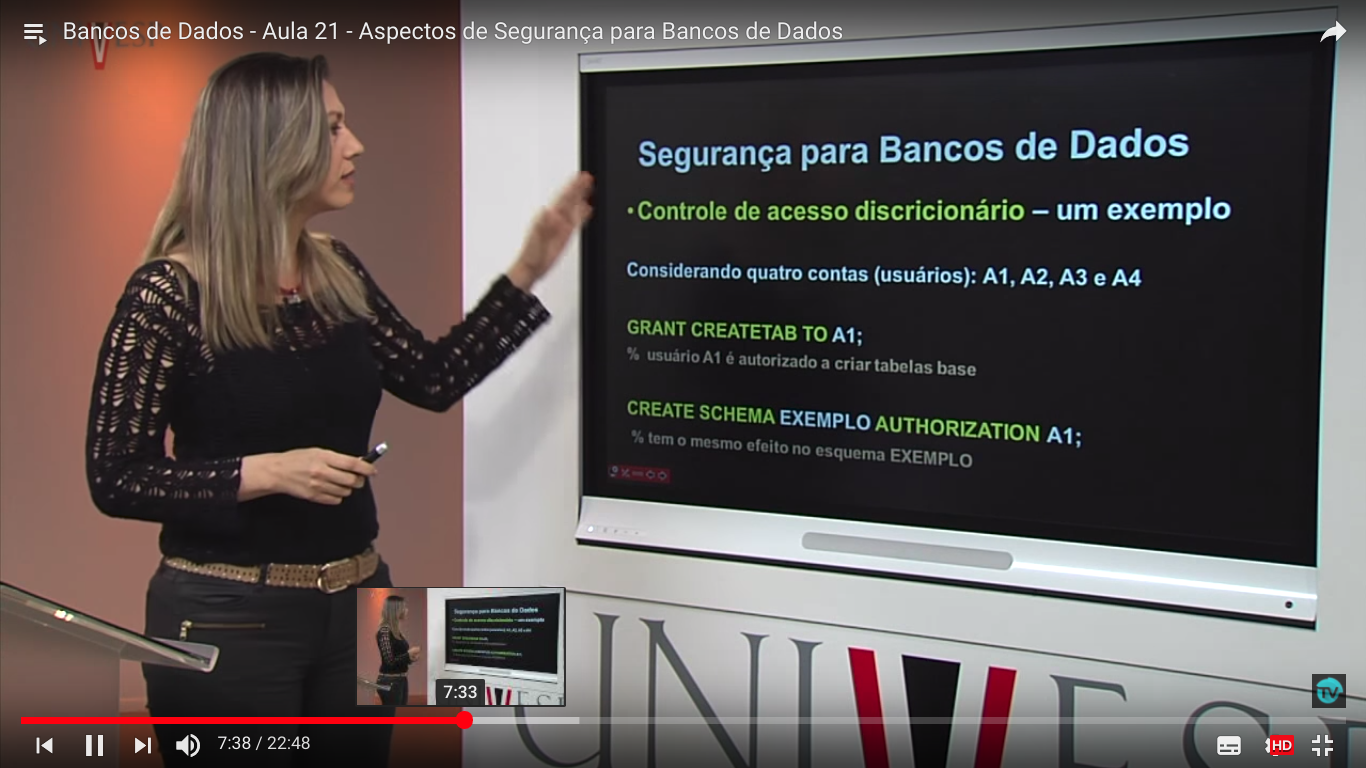 Bancos de Dados - Aula 21 - Aspectos de Segurança para Bancos de Dados
Segurança para Bancos de Dados
• Controle de acesso discricionário – um exemplo
Considerando quatro contas (usuários): A1, A2, A3 e A4
GRANT CREATETAB TO A1;
% usuário A1 é autorizado a criar tabelas base
CREATE SCHEMA EXEMPLO AUTHORIZATION A1;
% tem o mesmo efeito no esquema EXEMPLO
7:33
UNIVES
TV
7:38 / 22:48
HD